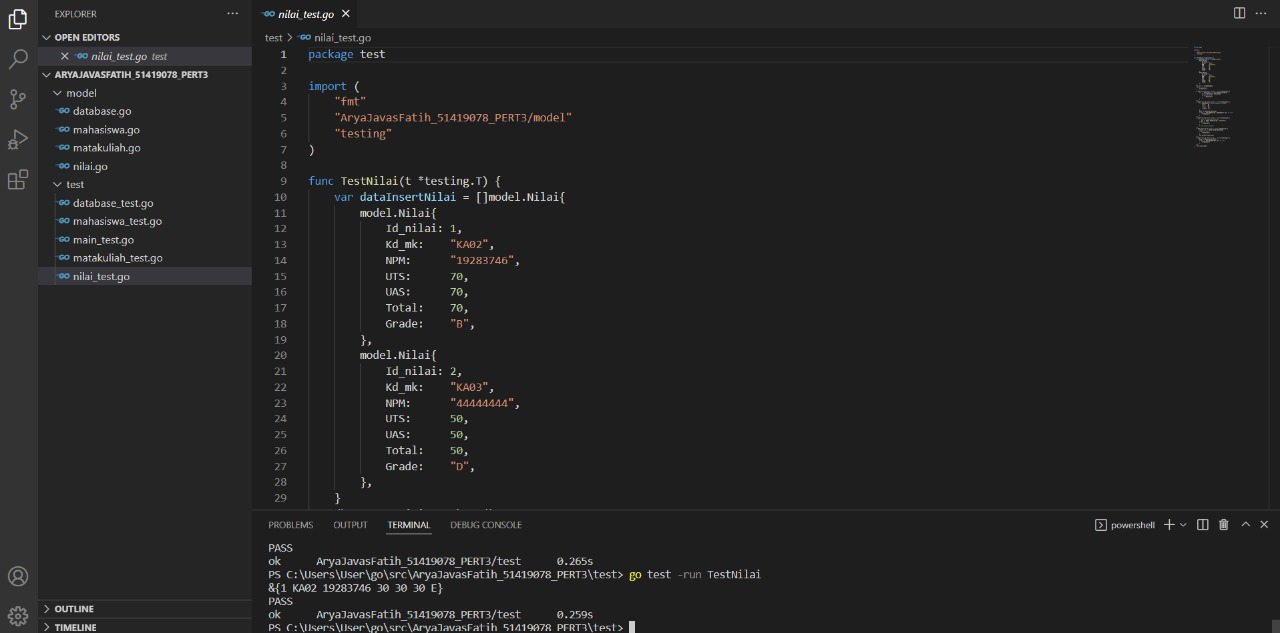 EXPLORER
nilai_test.go
OPEN EDITORS
test > nilai_test.go
nilai_test.go test
ARYAJAVASFATIH_51419078_PERT3
model
database.go
mahasiswa.go
matakuliah.go
nilai.go
test
database_test.go
mahasiswa_test.go
main_test.go
matakuliah_test.go
nilai_test.go
OUTLINE
TIMELINE
1 package test
2
3 import (
4 "fmt"
5 "AryaJavasFatih_51419078_PERT3/model"
6 "testing"
7 )
8
9 func TestNilai(t *testing.T) {
10 var dataInsertNilai = []model.Nilai{
11 model.Nilai{
12 Id_nilai: 1,
13 Kd_mk: "KA02",
14 NPM: "19283746",
15 UTS: 70,
16 UAS: 70,
17 Total: 70,
18 Grade: "B",
19 },
20 model.Nilai{
21 Id_nilai: 2,
22 Kd_mk: "KA03",
23 NPM: "44444444",
24 UTS: 50,
25 UAS: 50,
26 Total: 50,
27 Grade: "D",
28 },
29 }
PROBLEMS OUTPUT TERMINAL DEBUG CONSOLE powershell
PASS
ok AryaJavasFatih_51419078_PERT3/test 0.265s
PS C:\Users\User\go\src\AryaJavasFatih_51419078_PERT3\test> go test -run TestNilai
&{1 KA02 19283746 30 30 30 E}
PASS
ok AryaJavasFatih_51419078_PERT3/test 0.259s
PS C:\Users\User\go\src\AryaJavasFatih_51419078_PERT3\test>